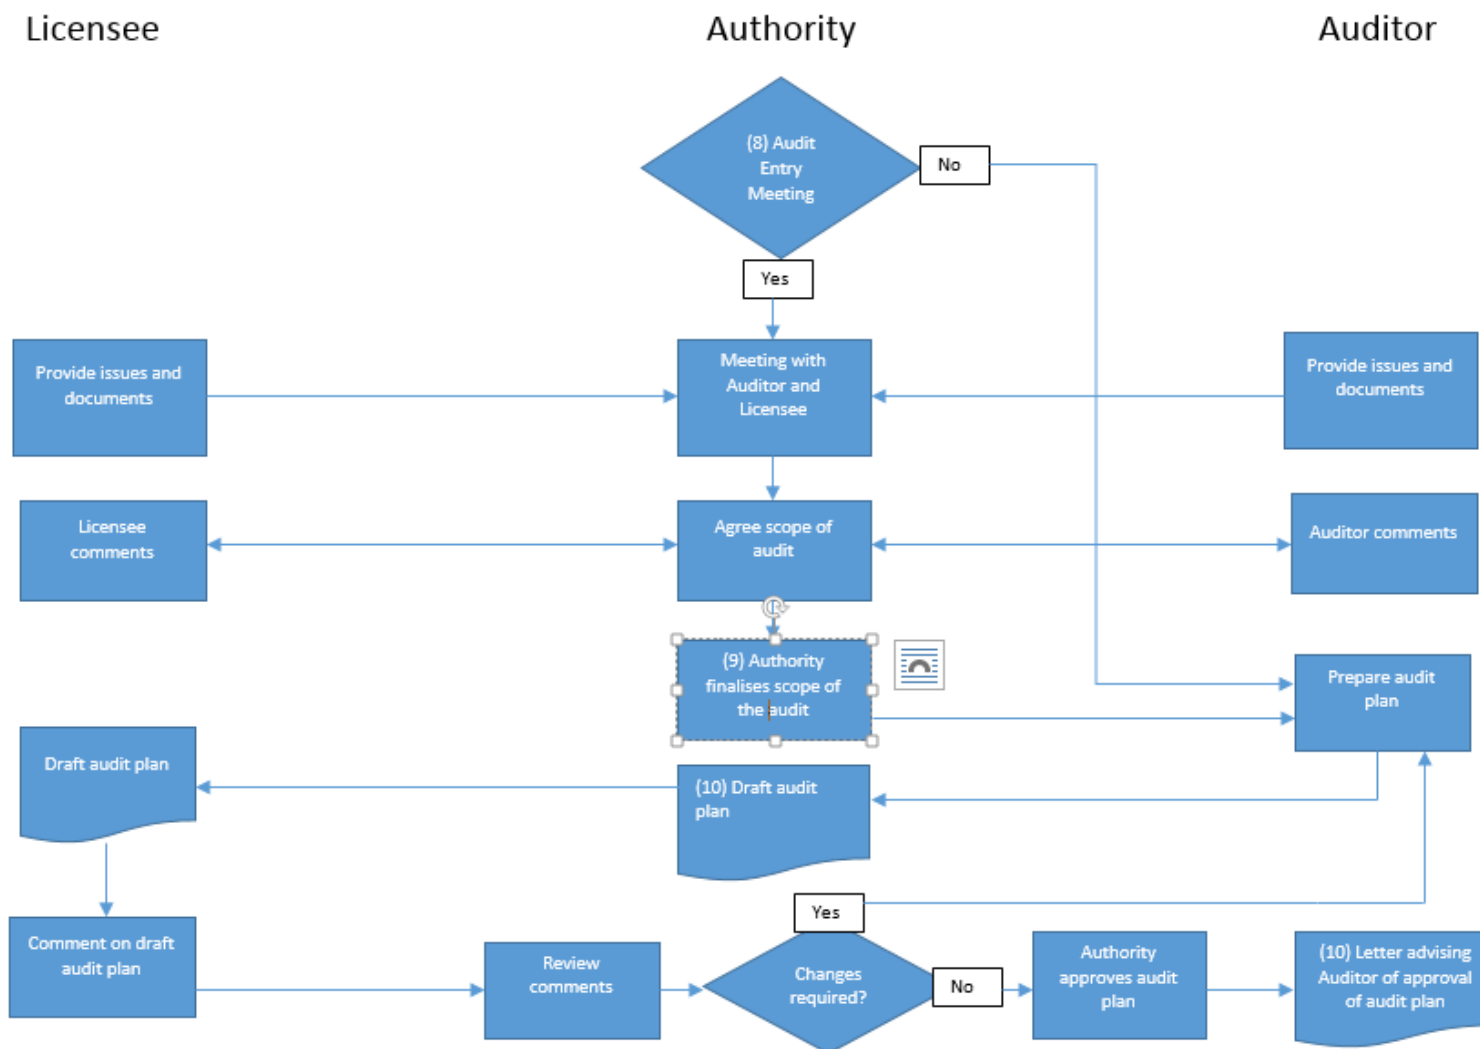 Licensee
Authority
Auditor
(8) Audit
Entry
Meeting
No
Yes
Provide issues and
documents
Meeting with
Auditor and
Licensee
Provide issues and
documents
Licensee
comments
Agree scope of
audit
Auditor comments
(9) Authority
finalises scope of
the audit
Prepare audit
plan
Draft audit plan
(10) Draft audit
plan
Yes
Comment on draft
audit plan
Review
comments
Changes
required?
No
Authority
approves audit
plan
(10) Letter advising
Auditor of approval
of audit plan